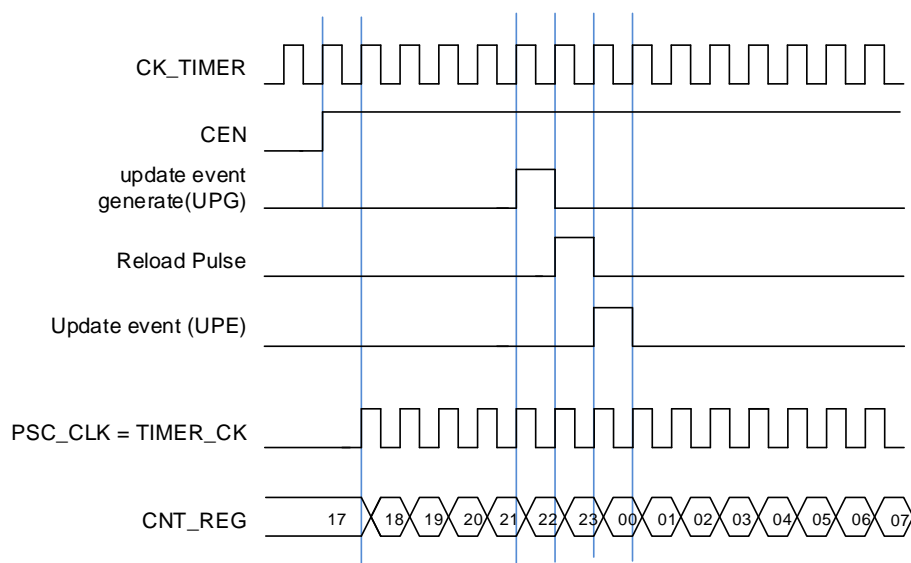 CK_TIMER
CEN
update event
generate(UPG)
Reload Pulse
Update event (UPE)
PSC_CLK = TIMER_CK
CNT_REG 17 18 19 20 21 22 23 00 01 02 03 04 05 06 07